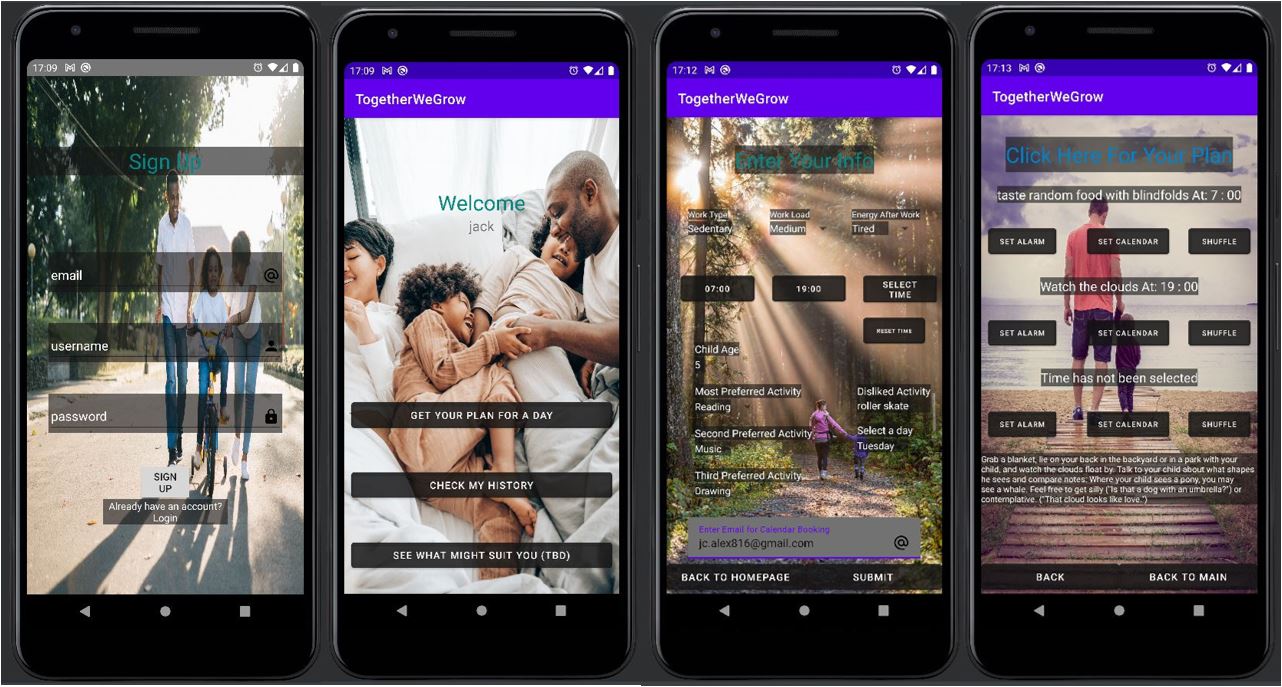 17:09
Sign Up
email
username
password
SIGN
UP
Already have an account?
Login
17:09
TogetherWeGrow
Welcome
jack
GET YOUR PLAN FOR A DAY
CHECK MY HISTORY
SEE WHAT MIGHT SUIT YOU (TBD)
17:12
TogetherWeGrow
Enter Your Info
Work Type Work Load Energy After Work
Sedentary Medium Tired
07:00 19:00 SELECT
TIME
RESET TIME
Child Age
5
Most Preferred Activity Disliked Activity
Reading roller skate
Second Preferred Activity Select a day
Music Tuesday
Third Preferred Activity
Drawing
Enter Email for Calendar Booking
jc.alex816@gmail.com
BACK TO HOMEPAGE SUBMIT
17:13
TogetherWeGrow
Click Here For Your Plan
taste random food with blindfolds At: 7 : 00
SET ALARM SET CALENDAR SHUFFLE
Watch the clouds At: 19 : 00
SET ALARM SET CALENDAR SHUFFLE
Time has not been selected
SET ALARM SET CALENDAR SHUFFLE
Grab a blanket, lie on your back in the backyard or in a park with your
child, and watch the clouds float by. Talk to your child about what shapes
he sees and compare notes: Where your child sees a pony, you may
see a whale. Feel free to get silly ("Is that a dog with an umbrella?") or
contemplative. ("That cloud looks like love.")
BACK BACK TO MAIN